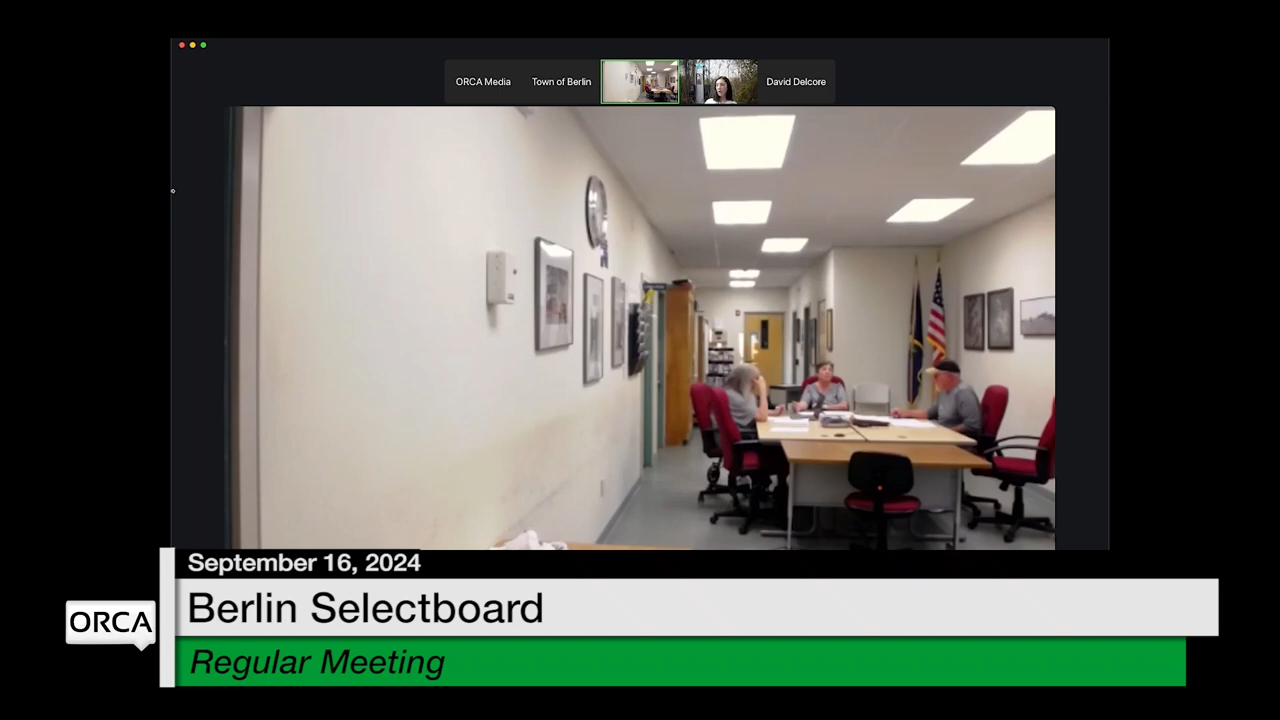 ORCA Media
Town of Berlin
David Delcore
September 16, 2024
Berlin Selectboard
ORCA
Regular Meeting